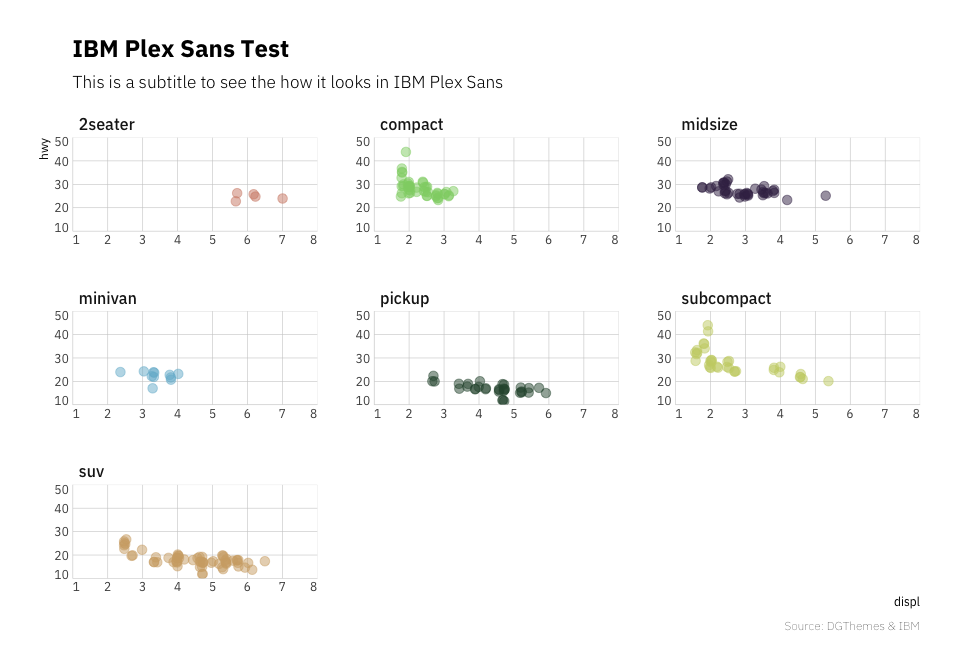 IBM Plex Sans Test
This is a subtitle to see the how it looks in IBM Plex Sans
2seater compact midsize
hwy
50 50 50
40 40 40
30 30 30
20 20 20
10 10 10
1 2 3 4 5 6 7 8 1 2 3 4 5 6 7 8 1 2 3 4 5 6 7 8
minivan pickup subcompact
50 50 50
40 40 40
30 30 30
20 20 20
10 10 10
1 2 3 4 5 6 7 8 1 2 3 4 5 6 7 8 1 2 3 4 5 6 7 8
suv
50
40
30
20
10
1 2 3 4 5 6 7 8
displ
Source: DGThemes & IBM